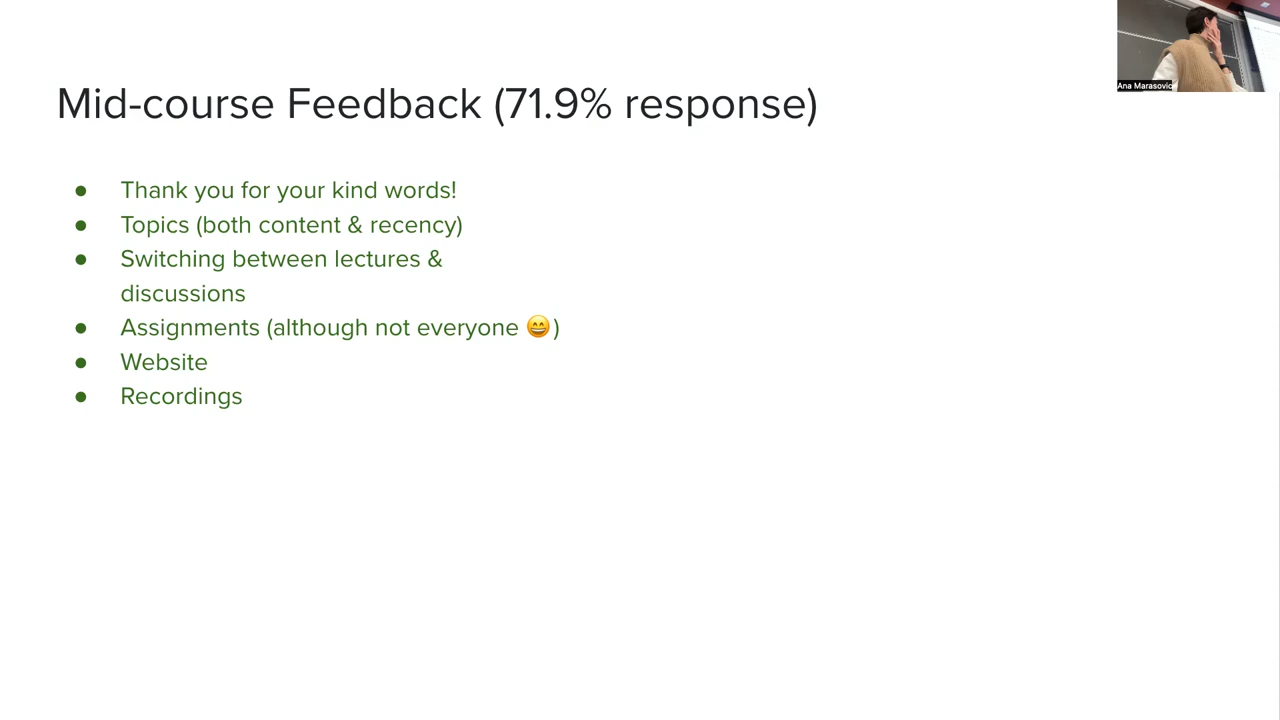 Ana Marasovic
Mid-course Feedback (71.9% response)
● Thank you for your kind words!
● Topics (both content & recency)
● Switching between lectures &
discussions
● Assignments (although not everyone 😄)
● Website
● Recordings